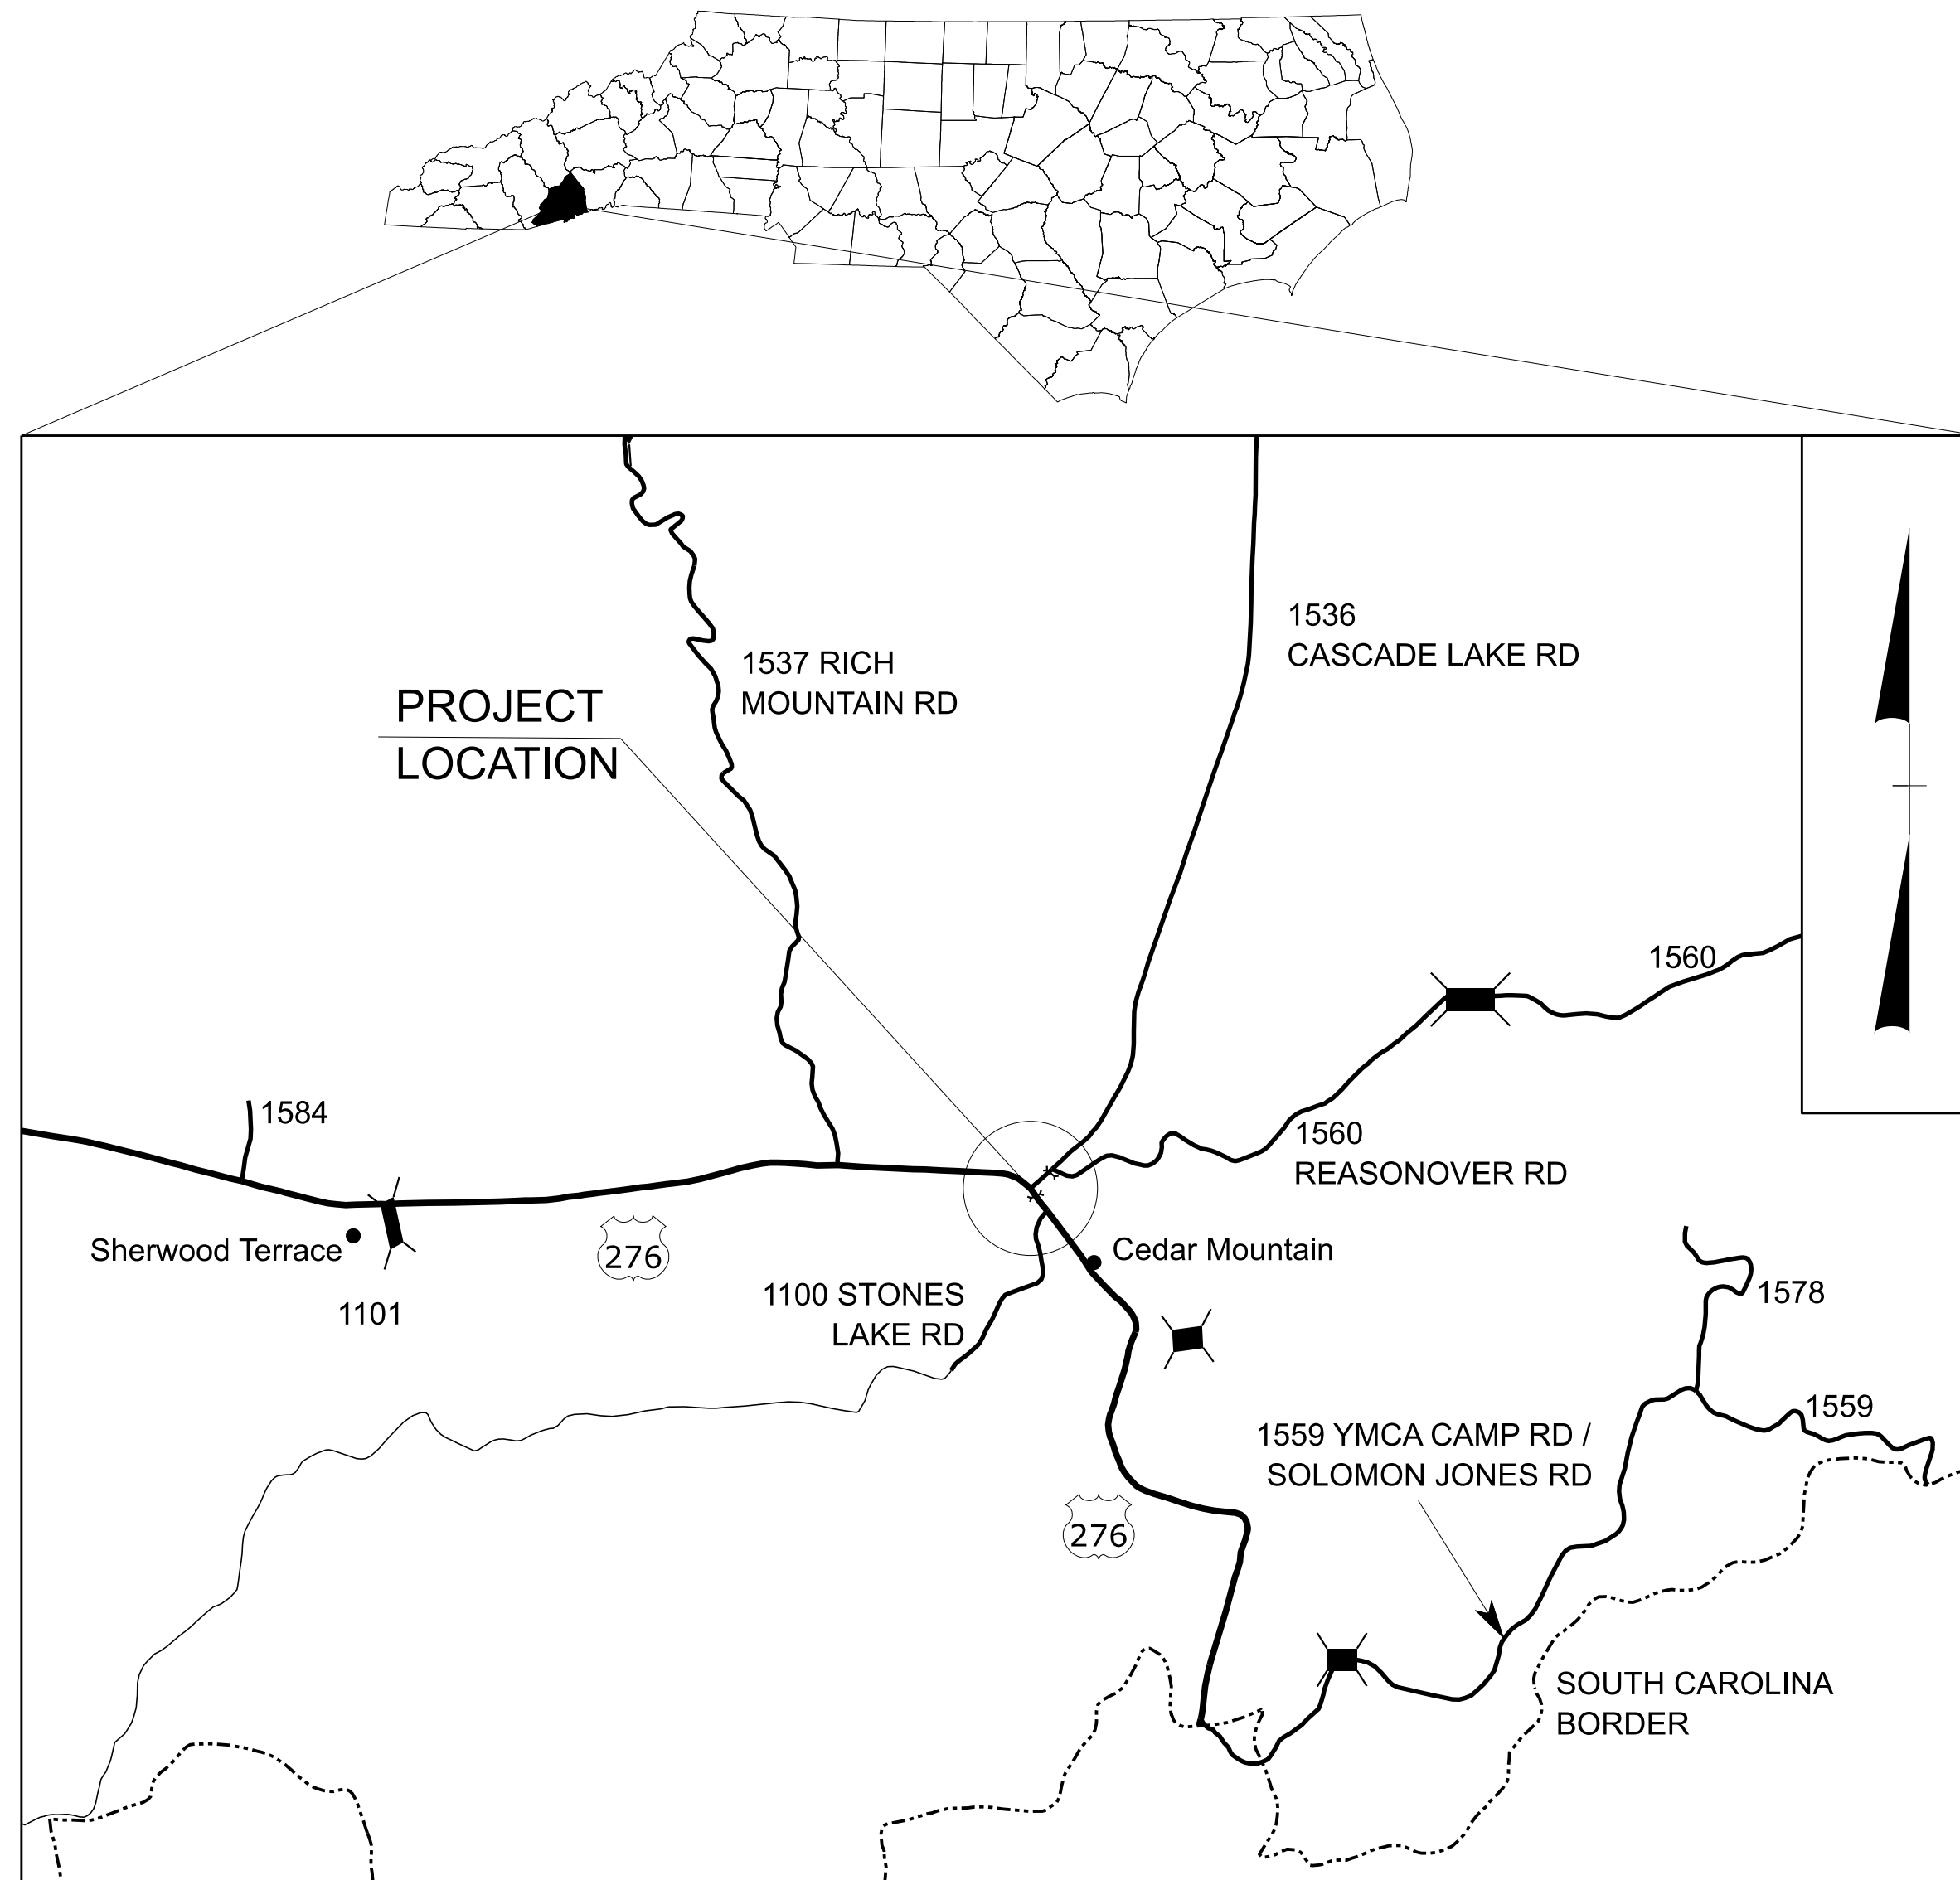 1536
CASCADE LAKE RD
1537 RICH
MOUNTAIN RD
PROJECT
LOCATION
1560
1584
1560
REASONOVER RD
Sherwood Terrace
276
Cedar Mountain
1100 STONES
LAKE RD
1101
1578
1559
1559 YMCA CAMP RD /
SOLOMON JONES RD
276
SOUTH CAROLINA
BORDER